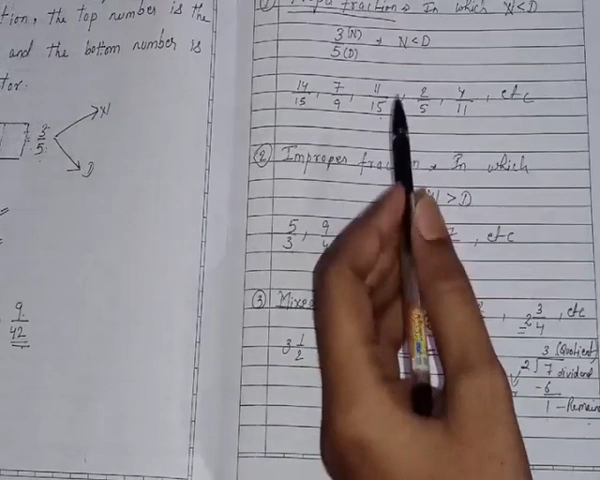 tion, the top number is the
and the bottom number is
tor.
3/5 N
D
9/42
① fraction → In which N<D
3(N)/5(D) → N<D
14/15, 7/9, 11/15, 2/5, 4/11, etc
② Improper fraction → In which
N>D
5/3, 9/4, etc
③ Mixed
3 1/2, 2 3/4, etc
3 (Quotient
2)7 dividend
-6
1 - Remain